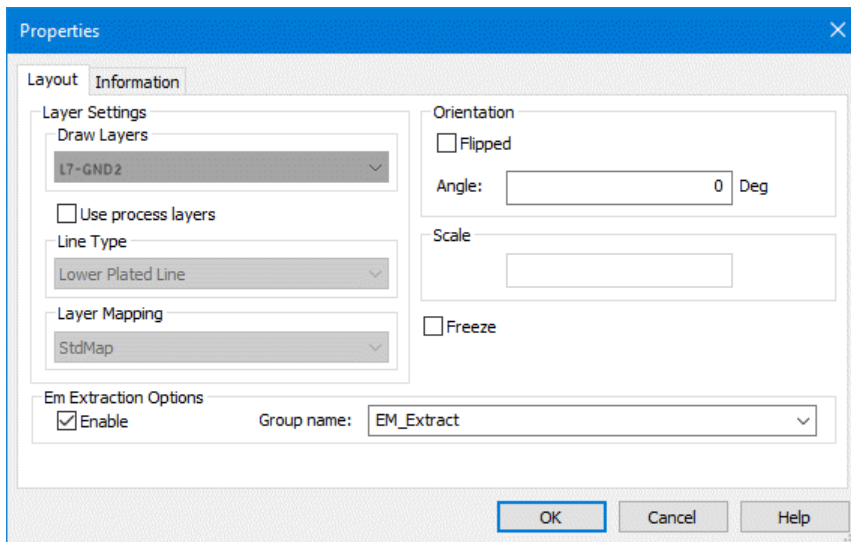 Properties
Layout Information
Layer Settings
Draw Layers
L7-GND2
Use process layers
Line Type
Lower Plated Line
Layer Mapping
StdMap
Orientation
Flipped
Angle: 0 Deg
Scale
Freeze
Em Extraction Options
Enable Group name: EM_Extract
OK Cancel Help